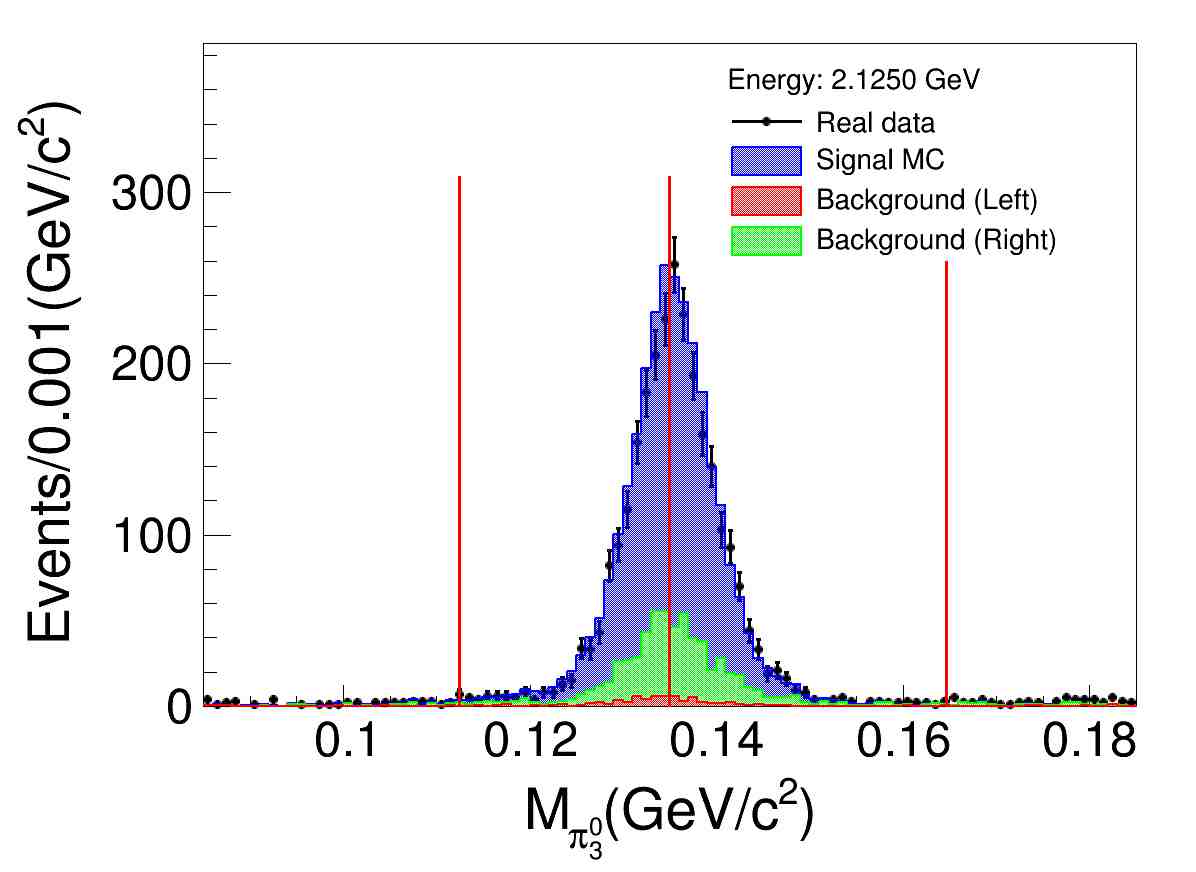 Energy: 2.1250 GeV
Real data
Signal MC
Background (Left)
Background (Right)
Events/0.001(GeV/c²)
300
200
100
0
0.1 0.12 0.14 0.16 0.18
M_{π⁰₃}(GeV/c²)